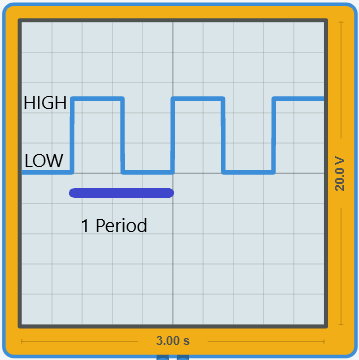 HIGH
LOW
1 Period
20.0 V
3.00 s